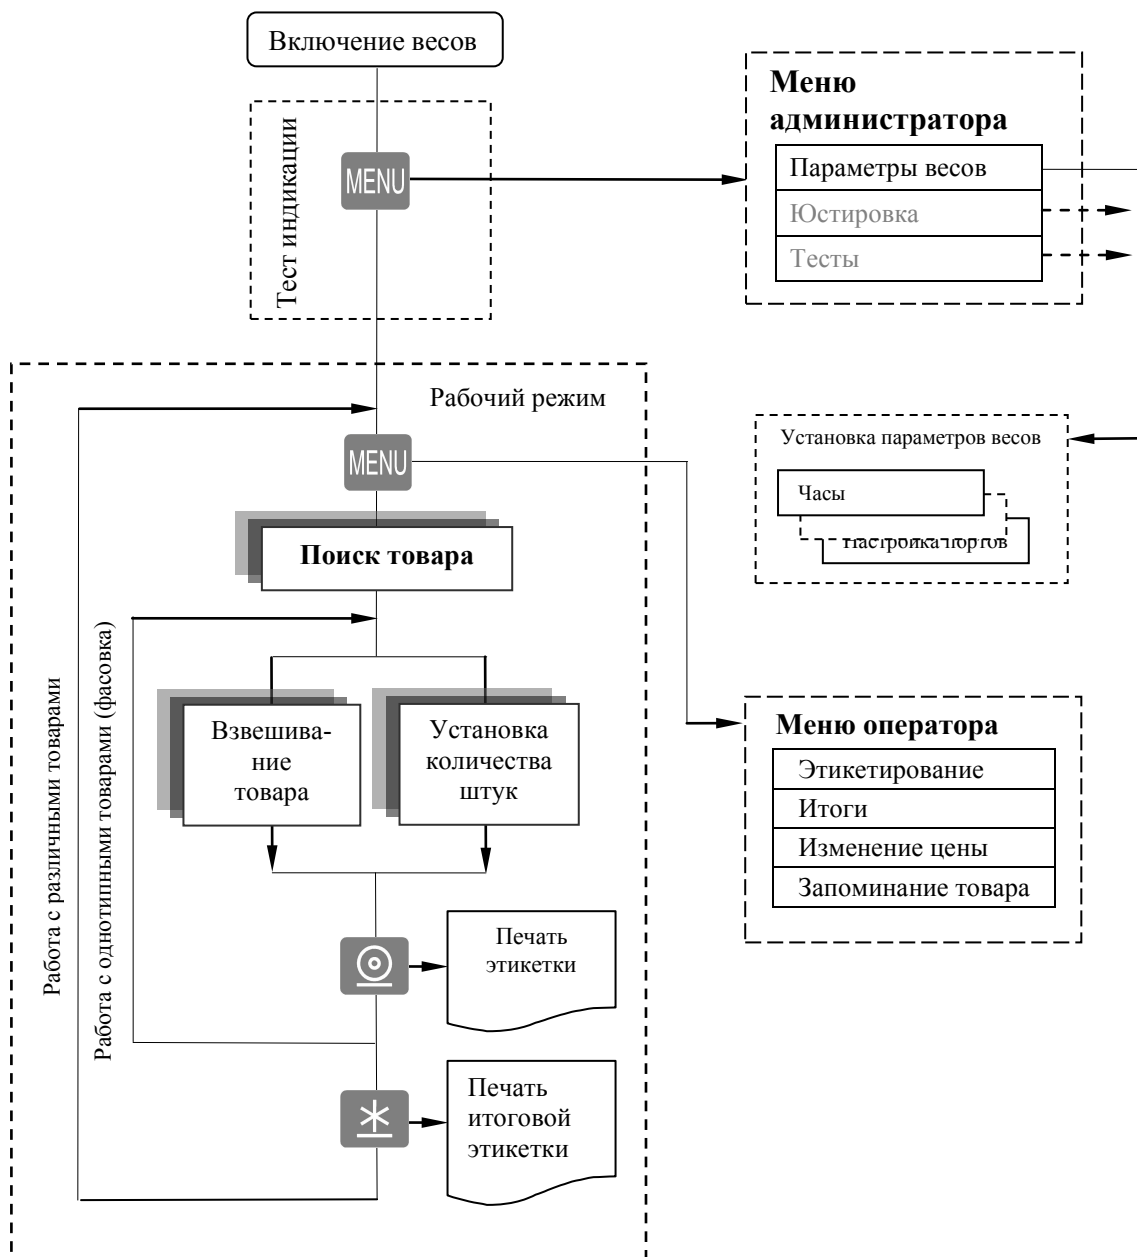 Включение весов
Тест индикации
MENU
Меню
администратора
Параметры весов
Юстировка
Тесты
Рабочий режим
MENU
Поиск товара
Работа с различными товарами
Работа с однотипными товарами (фасовка)
Взвешива-
ние
товара
Установка
количества
штук
Печать
этикетки
Печать
итоговой
этикетки
Установка параметров весов
Часы
Настройка портов
Меню оператора
Этикетирование
Итоги
Изменение цены
Запоминание товара